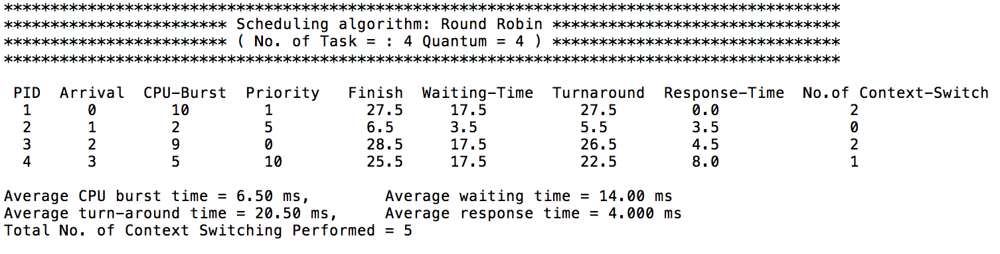 ******************************************************************************************
************************ Scheduling algorithm: Round Robin *******************************
************************ ( No. of Task = : 4 Quantum = 4 ) *******************************
******************************************************************************************
PID Arrival CPU-Burst Priority Finish Waiting-Time Turnaround Response-Time No.of Context-Switch
1 0 10 1 27.5 17.5 27.5 0.0 2
2 1 2 5 6.5 3.5 5.5 3.5 0
3 2 9 0 28.5 17.5 26.5 4.5 2
4 3 5 10 25.5 17.5 22.5 8.0 1
Average CPU burst time = 6.50 ms, Average waiting time = 14.00 ms
Average turn-around time = 20.50 ms, Average response time = 4.000 ms
Total No. of Context Switching Performed = 5